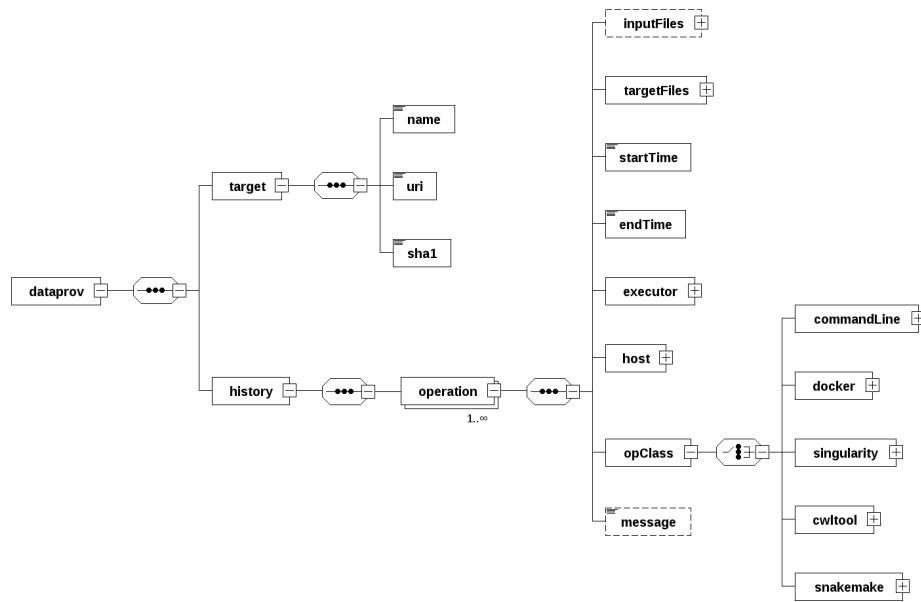 inputFiles
targetFiles
name
startTime
target
uri
endTime
sha1
dataprov
executor
commandLine
host
docker
history
operation
1..∞
opClass
singularity
message
cwltool
snakemake